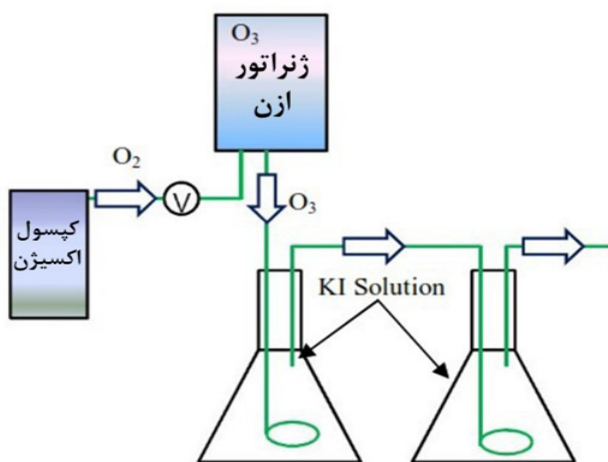 O3
ژنراتور
ازن
O2
V
O3
کپسول
اکسیژن
KI Solution